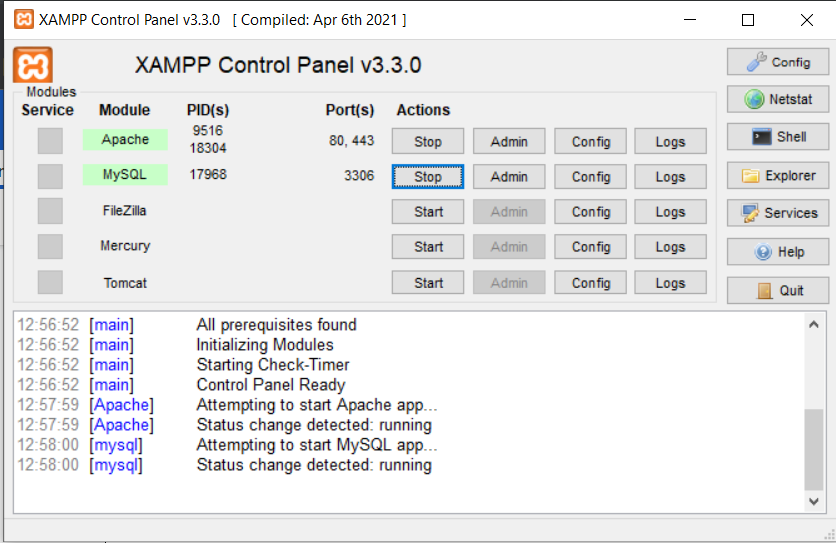 XAMPP Control Panel v3.3.0 [ Compiled: Apr 6th 2021 ]
XAMPP Control Panel v3.3.0
Config
Modules
Service Module PID(s) Port(s) Actions
Netstat
Apache 9516 18304 80, 443 Stop Admin Config Logs
Shell
MySQL 17968 3306 Stop Admin Config Logs
Explorer
FileZilla Start Admin Config Logs
Services
Mercury Start Admin Config Logs
Help
Tomcat Start Admin Config Logs
Quit
12:56:52 [main] All prerequisites found
12:56:52 [main] Initializing Modules
12:56:52 [main] Starting Check-Timer
12:56:52 [main] Control Panel Ready
12:57:59 [Apache] Attempting to start Apache app...
12:57:59 [Apache] Status change detected: running
12:58:00 [mysql] Attempting to start MySQL app...
12:58:00 [mysql] Status change detected: running